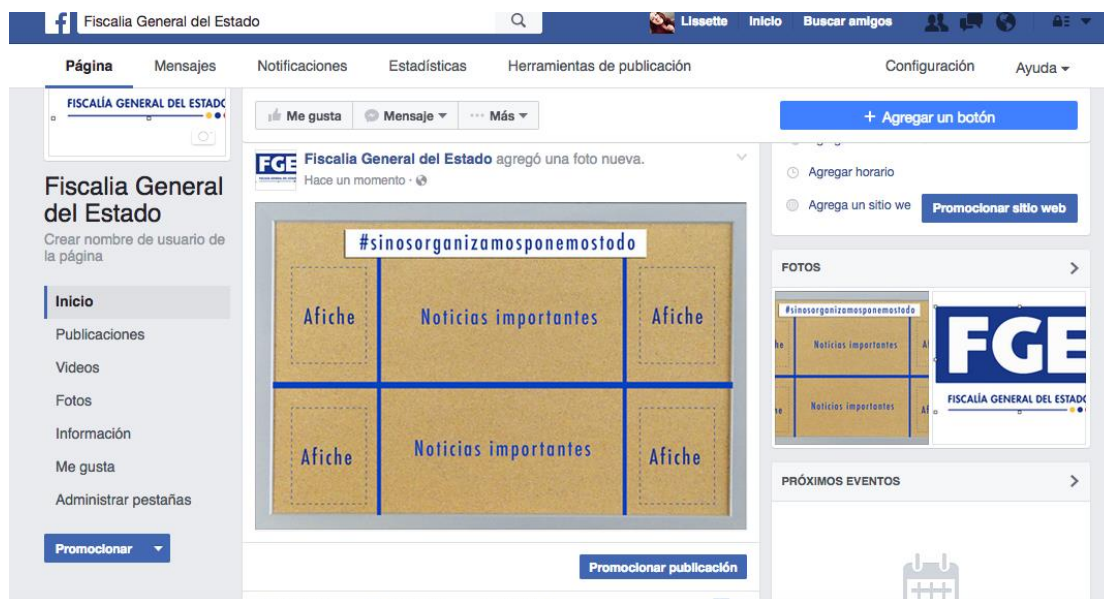 Fiscalia General del Estado
Lissette Inicio Buscar amigos
Página Mensajes Notificaciones Estadísticas Herramientas de publicación Configuración Ayuda
FISCALÍA GENERAL DEL ESTADO
Me gusta Mensaje Más
+ Agregar un botón
Fiscalia General del Estado
Crear nombre de usuario de la página
Inicio
Publicaciones
Videos
Fotos
Información
Me gusta
Administrar pestañas
Promocionar
FGE
Fiscalia General del Estado agregó una foto nueva.
Hace un momento
#sinosorganizamosponemostodo
Afiche Noticias importantes Afiche
Afiche Noticias importantes Afiche
Promocionar publicación
Agregar horario
Agrega un sitio we Promocionar sitio web
FOTOS
#sinosorganizamosponemostodo
Noticias importantes
Noticias importantes
FGE
FISCALÍA GENERAL DEL ESTADO
PRÓXIMOS EVENTOS